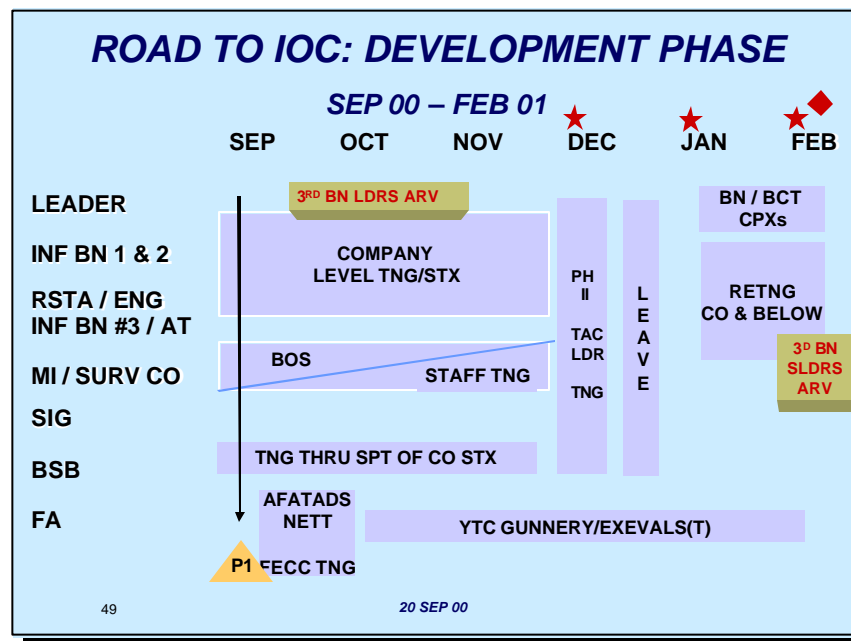 ROAD TO IOC: DEVELOPMENT PHASE
SEP 00 – FEB 01
SEP OCT NOV DEC JAN FEB
LEADER
INF BN 1 & 2
RSTA / ENG
INF BN #3 / AT
MI / SURV CO
SIG
BSB
FA
3RD BN LDRS ARV
COMPANY
LEVEL TNG/STX
BOS
STAFF TNG
TNG THRU SPT OF CO STX
AFATADS
NETT
FECC TNG
P1
YTC GUNNERY/EXEVALS(T)
PH
II
TAC
LDR
TNG
L
E
A
V
E
BN / BCT
CPXs
RETNG
CO & BELOW
3D BN
SLDRS
ARV
49
20 SEP 00